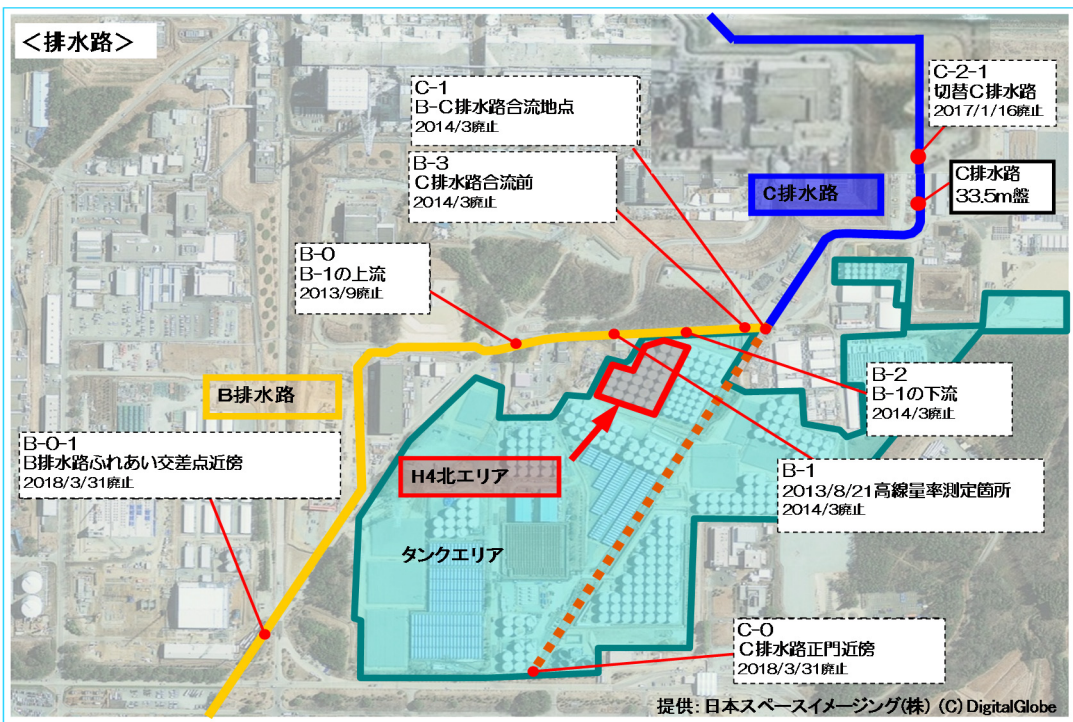 <排水路>
C-1
B-C排水路合流地点
2014/3廃止
B-3
C排水路合流前
2014/3廃止
C-2-1
切替C排水路
2017/1/16廃止
C排水路
33.5m盤
C排水路
B-0
B-1の上流
2013/9廃止
B排水路
B-2
B-1の下流
2014/3廃止
B-0-1
B排水路ふれあい交差点近傍
2018/3/31廃止
H4北エリア
B-1
2013/8/21高線量率測定箇所
2014/3廃止
タンクエリア
C-0
C排水路正門近傍
2018/3/31廃止
提供:日本スペースイメージング(株) (C)DigitalGlobe